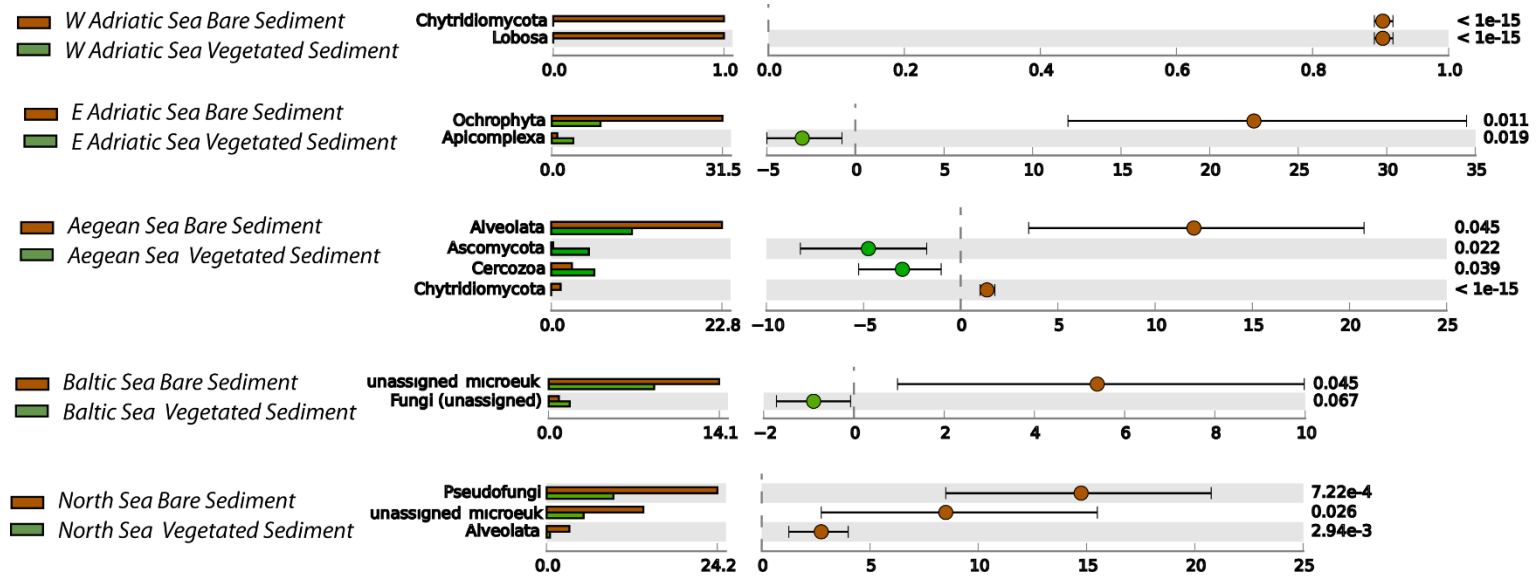 W Adriatic Sea Bare Sediment
W Adriatic Sea Vegetated Sediment
Chytridiomycota
Lobosa
0.0 1.0
0.0 0.2 0.4 0.6 0.8 1.0
< 1e-15
< 1e-15
E Adriatic Sea Bare Sediment
E Adriatic Sea Vegetated Sediment
Ochrophyta
Apicomplexa
0.0 31.5
−5 0 5 10 15 20 25 30 35
0.011
0.019
Aegean Sea Bare Sediment
Aegean Sea Vegetated Sediment
Alveolata
Ascomycota
Cercozoa
Chytridiomycota
0.0 22.8
−10 −5 0 5 10 15 20 25
0.045
0.022
0.039
< 1e-15
Baltic Sea Bare Sediment
Baltic Sea Vegetated Sediment
unassigned microeuk
Fungi (unassigned)
0.0 14.1
−2 0 2 4 6 8 10
0.045
0.067
North Sea Bare Sediment
North Sea Vegetated Sediment
Pseudofungi
unassigned microeuk
Alveolata
0.0 24.2
0 5 10 15 20 25
7.22e-4
0.026
2.94e-3